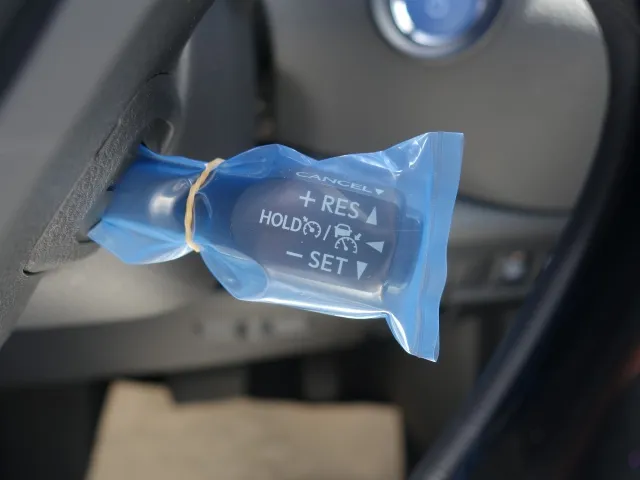 CANCEL▼
+ RES▲
HOLD / ◀
− SET▼